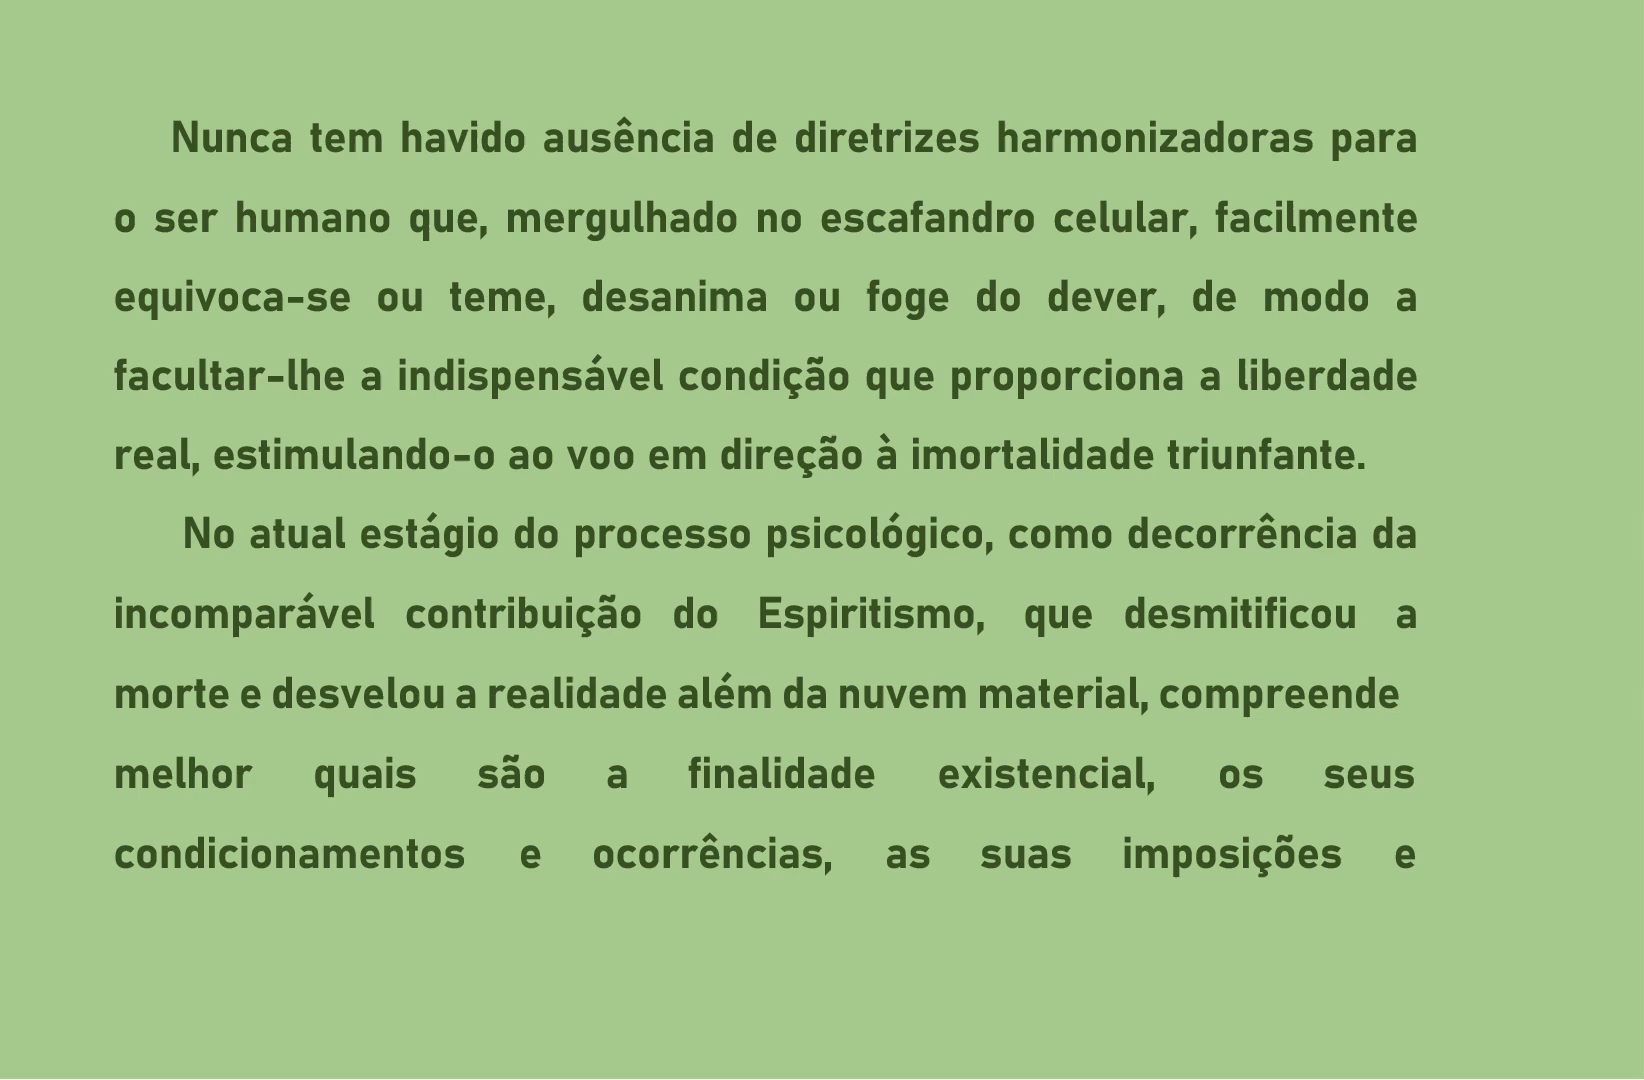 Nunca tem havido ausência de diretrizes harmonizadoras para
o ser humano que, mergulhado no escafandro celular, facilmente
equivoca-se ou teme, desanima ou foge do dever, de modo a
facultar-lhe a indispensável condição que proporciona a liberdade
real, estimulando-o ao voo em direção à imortalidade triunfante.
No atual estágio do processo psicológico, como decorrência da
incomparável contribuição do Espiritismo, que desmitificou a
morte e desvelou a realidade além da nuvem material, compreende
melhor quais são a finalidade existencial, os seus
condicionamentos e ocorrências, as suas imposições e